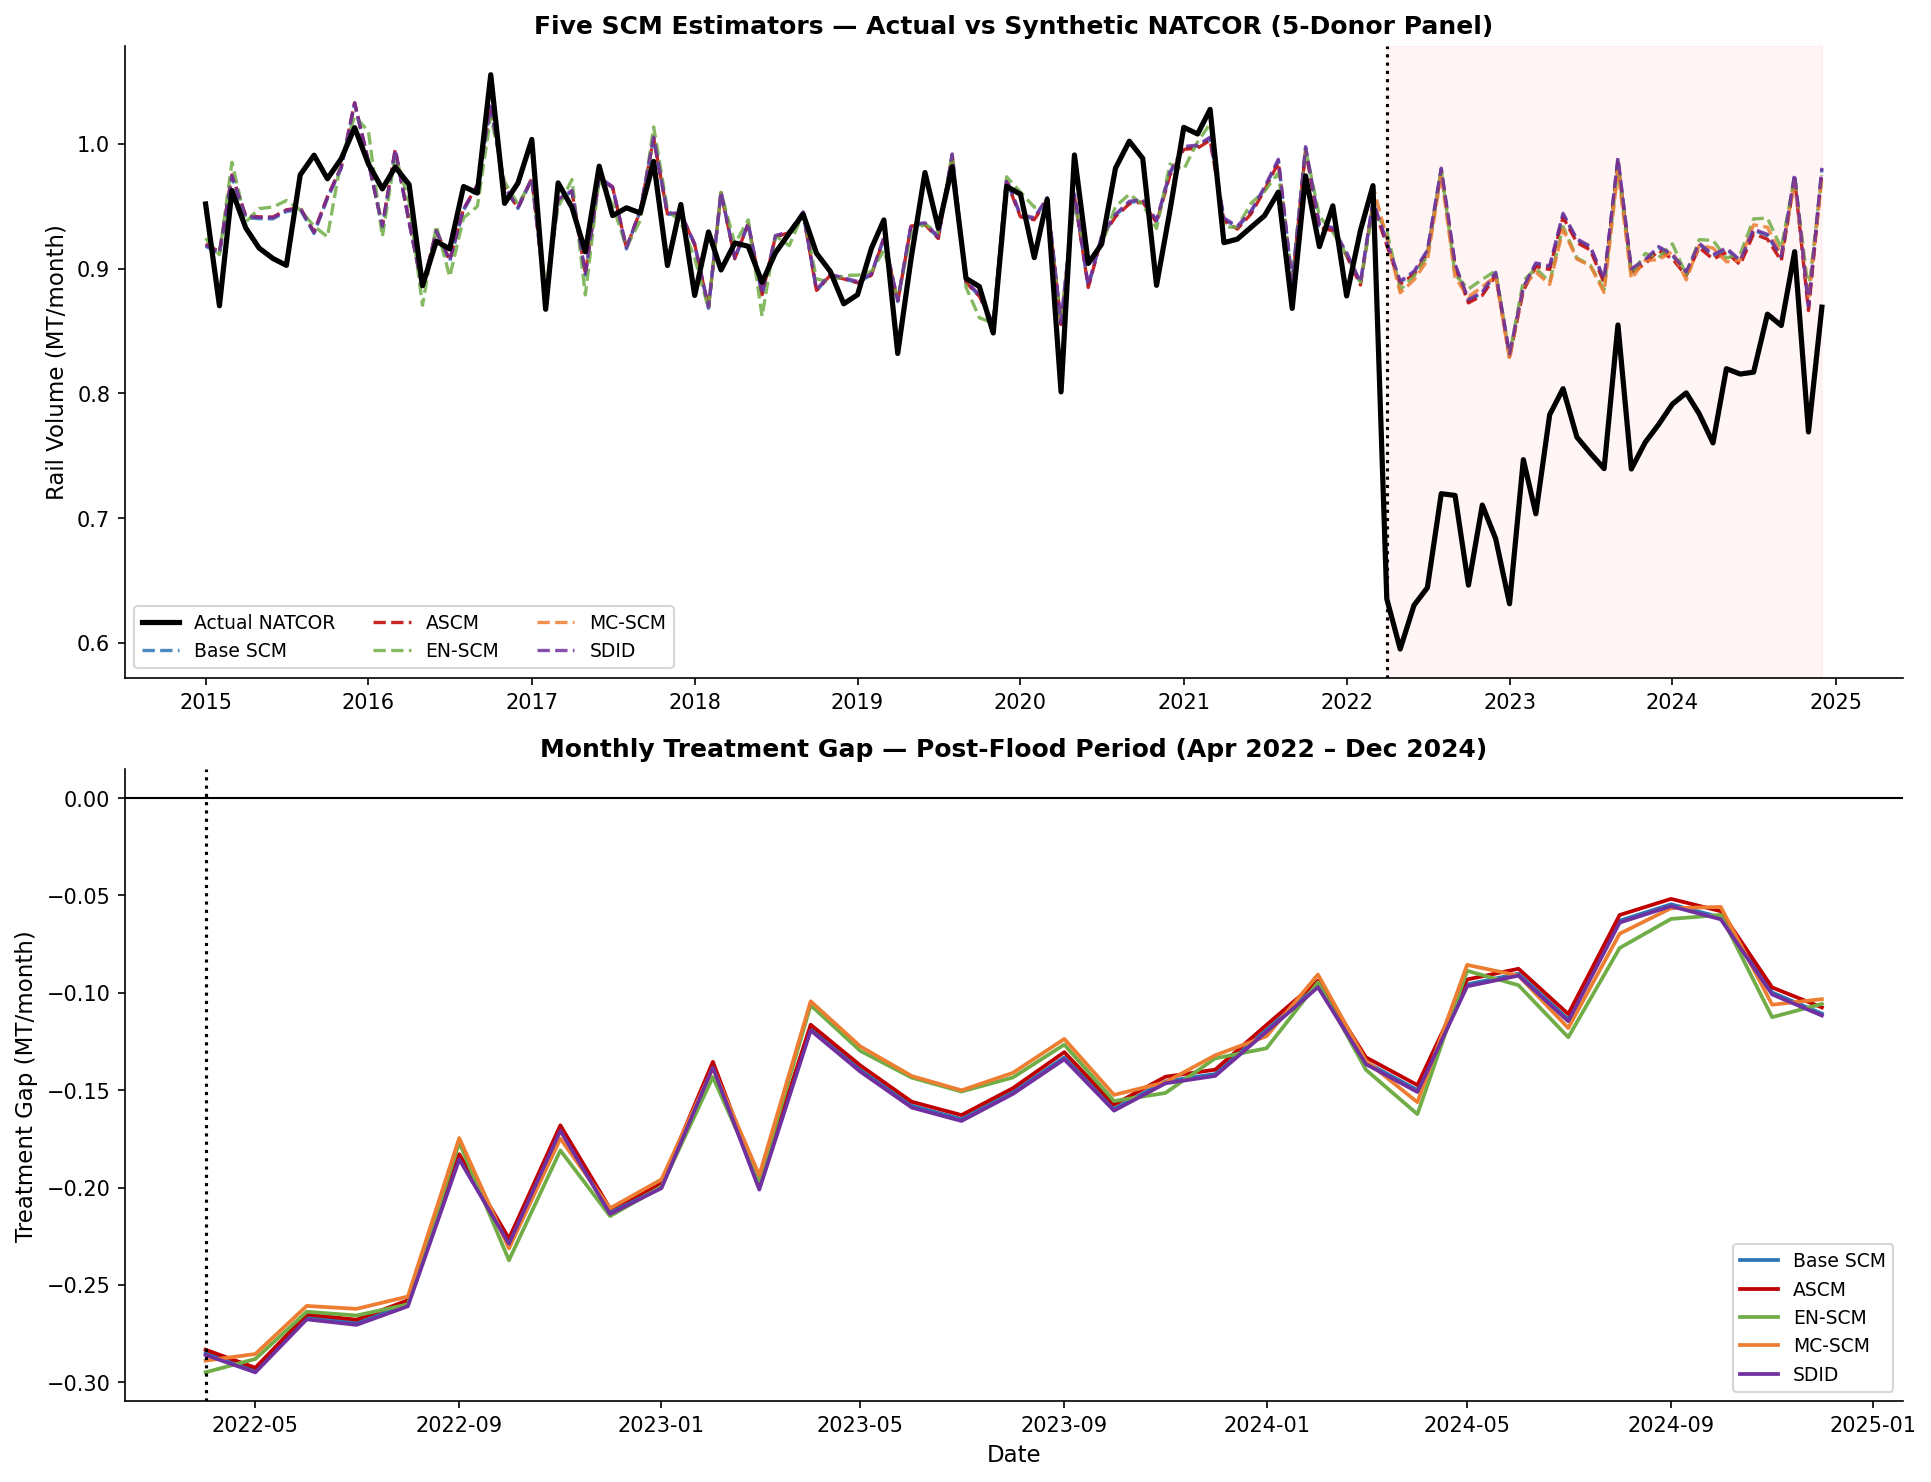 Five SCM Estimators — Actual vs Synthetic NATCOR (5-Donor Panel)
Rail Volume (MT/month)
1.0
0.9
0.8
0.7
0.6
Actual NATCOR
Base SCM
ASCM
EN-SCM
MC-SCM
SDID
2015 2016 2017 2018 2019 2020 2021 2022 2023 2024 2025
Monthly Treatment Gap — Post-Flood Period (Apr 2022 – Dec 2024)
Treatment Gap (MT/month)
0.00
−0.05
−0.10
−0.15
−0.20
−0.25
−0.30
Base SCM
ASCM
EN-SCM
MC-SCM
SDID
2022-05 2022-09 2023-01 2023-05 2023-09 2024-01 2024-05 2024-09 2025-01
Date